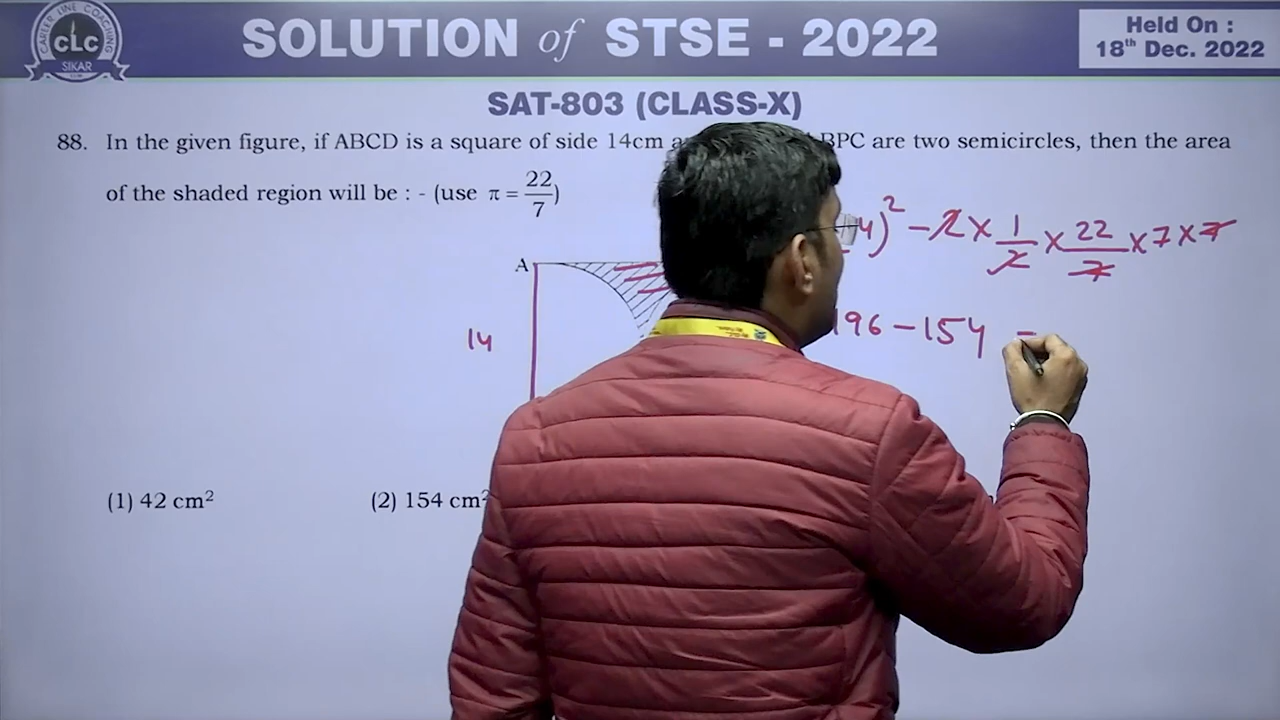 CAREER LINE COACHING
CLC
SIKAR
SOLUTION of STSE - 2022
Held On :
18th Dec. 2022
SAT-803 (CLASS-X)
88. In the given figure, if ABCD is a square of side 14cm BPC are two semicircles, then the area
of the shaded region will be : - (use π = 22/7)
4)² - 2 × 1/2 × 22/7 × 7 × 7
A
14
196 - 154 =
(1) 42 cm² (2) 154 cm²